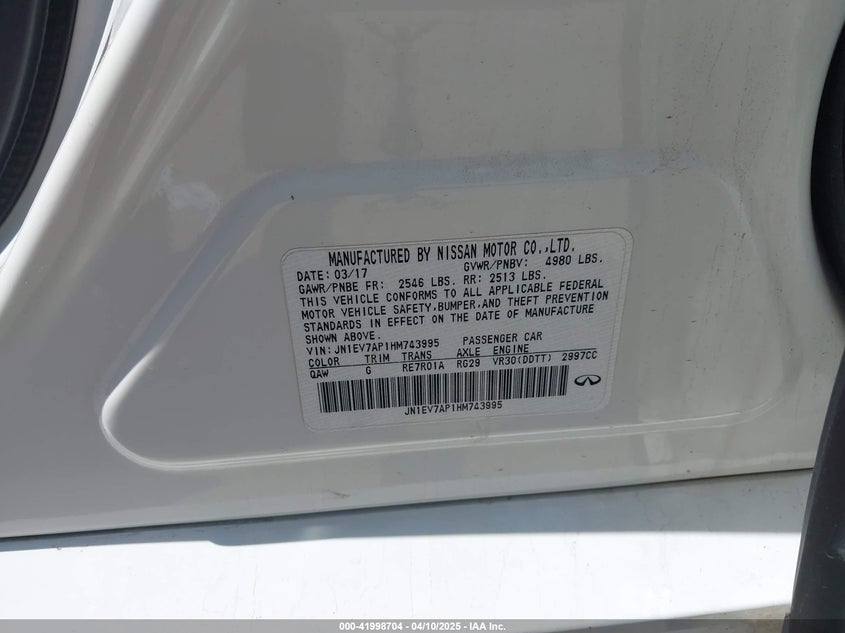 MANUFACTURED BY NISSAN MOTOR CO.,LTD.
DATE: 03/17 GVWR/PNBV: 4980 LBS.
GAWR/PNBE FR: 2546 LBS. RR: 2513 LBS.
THIS VEHICLE CONFORMS TO ALL APPLICABLE FEDERAL
MOTOR VEHICLE SAFETY,BUMPER,AND THEFT PREVENTION
STANDARDS IN EFFECT ON THE DATE OF MANUFACTURE
SHOWN ABOVE.
VIN: JN1EV7AP1HM743995 PASSENGER CAR
COLOR TRIM TRANS AXLE ENGINE
QAW G RE7R01A RG29 VR30(DDTT) 2997CC
JN1EV7AP1HM743995
000-41998704 - 04/10/2025 - IAA Inc.